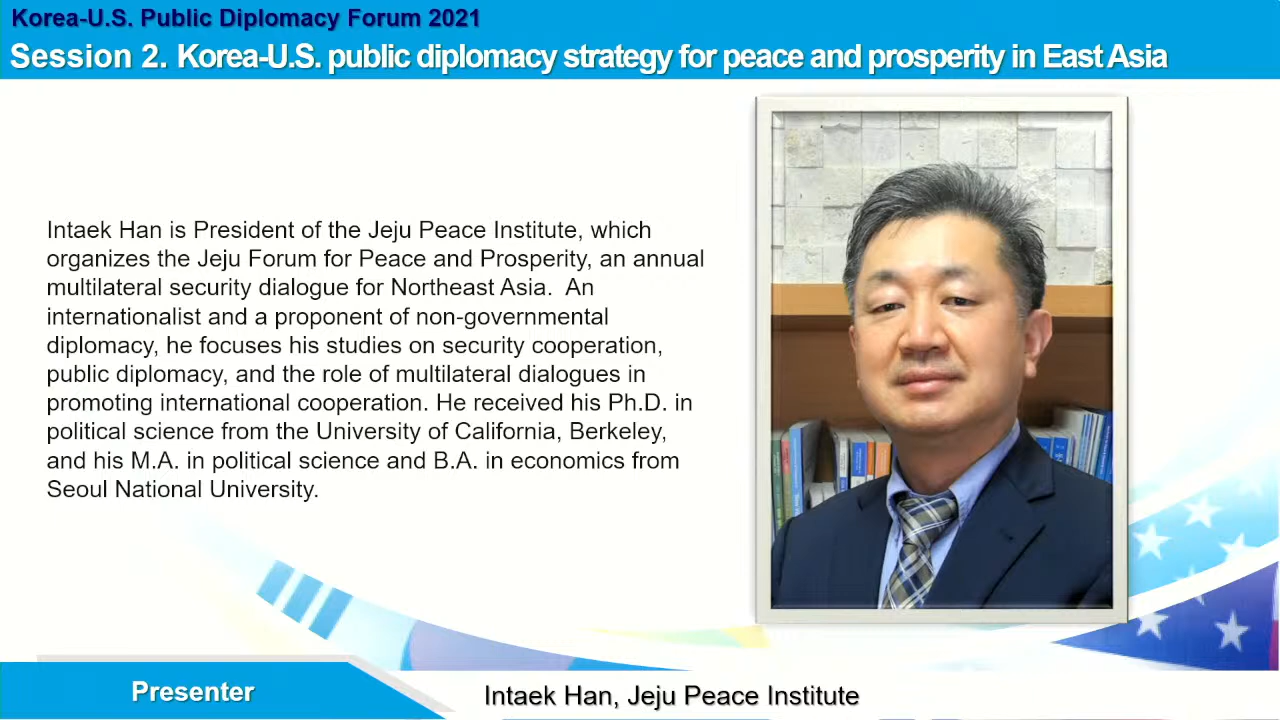 Korea-U.S. Public Diplomacy Forum 2021
Session 2. Korea-U.S. public diplomacy strategy for peace and prosperity in East Asia
Intaek Han is President of the Jeju Peace Institute, which
organizes the Jeju Forum for Peace and Prosperity, an annual
multilateral security dialogue for Northeast Asia.  An
internationalist and a proponent of non-governmental
diplomacy, he focuses his studies on security cooperation,
public diplomacy, and the role of multilateral dialogues in
promoting international cooperation. He received his Ph.D. in
political science from the University of California, Berkeley,
and his M.A. in political science and B.A. in economics from
Seoul National University.
Presenter
Intaek Han, Jeju Peace Institute